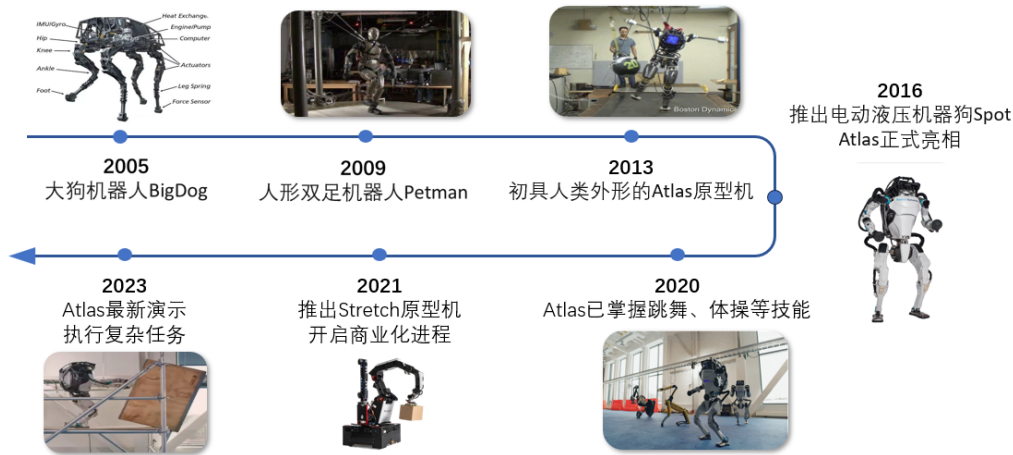 Heat Exchange.
IMU/Gyro
Engine/Pump
Hip
Computer
Knee
Actuators
Ankle
Leg Spring
Foot
Force Sensor
Boston Dynamics
2005
大狗机器人BigDog
2009
人形双足机器人Petman
2013
初具人类外形的Atlas原型机
2016
推出电动液压机器狗Spot
Atlas正式亮相
2023
Atlas最新演示
执行复杂任务
2021
推出Stretch原型机
开启商业化进程
2020
Atlas已掌握跳舞、体操等技能